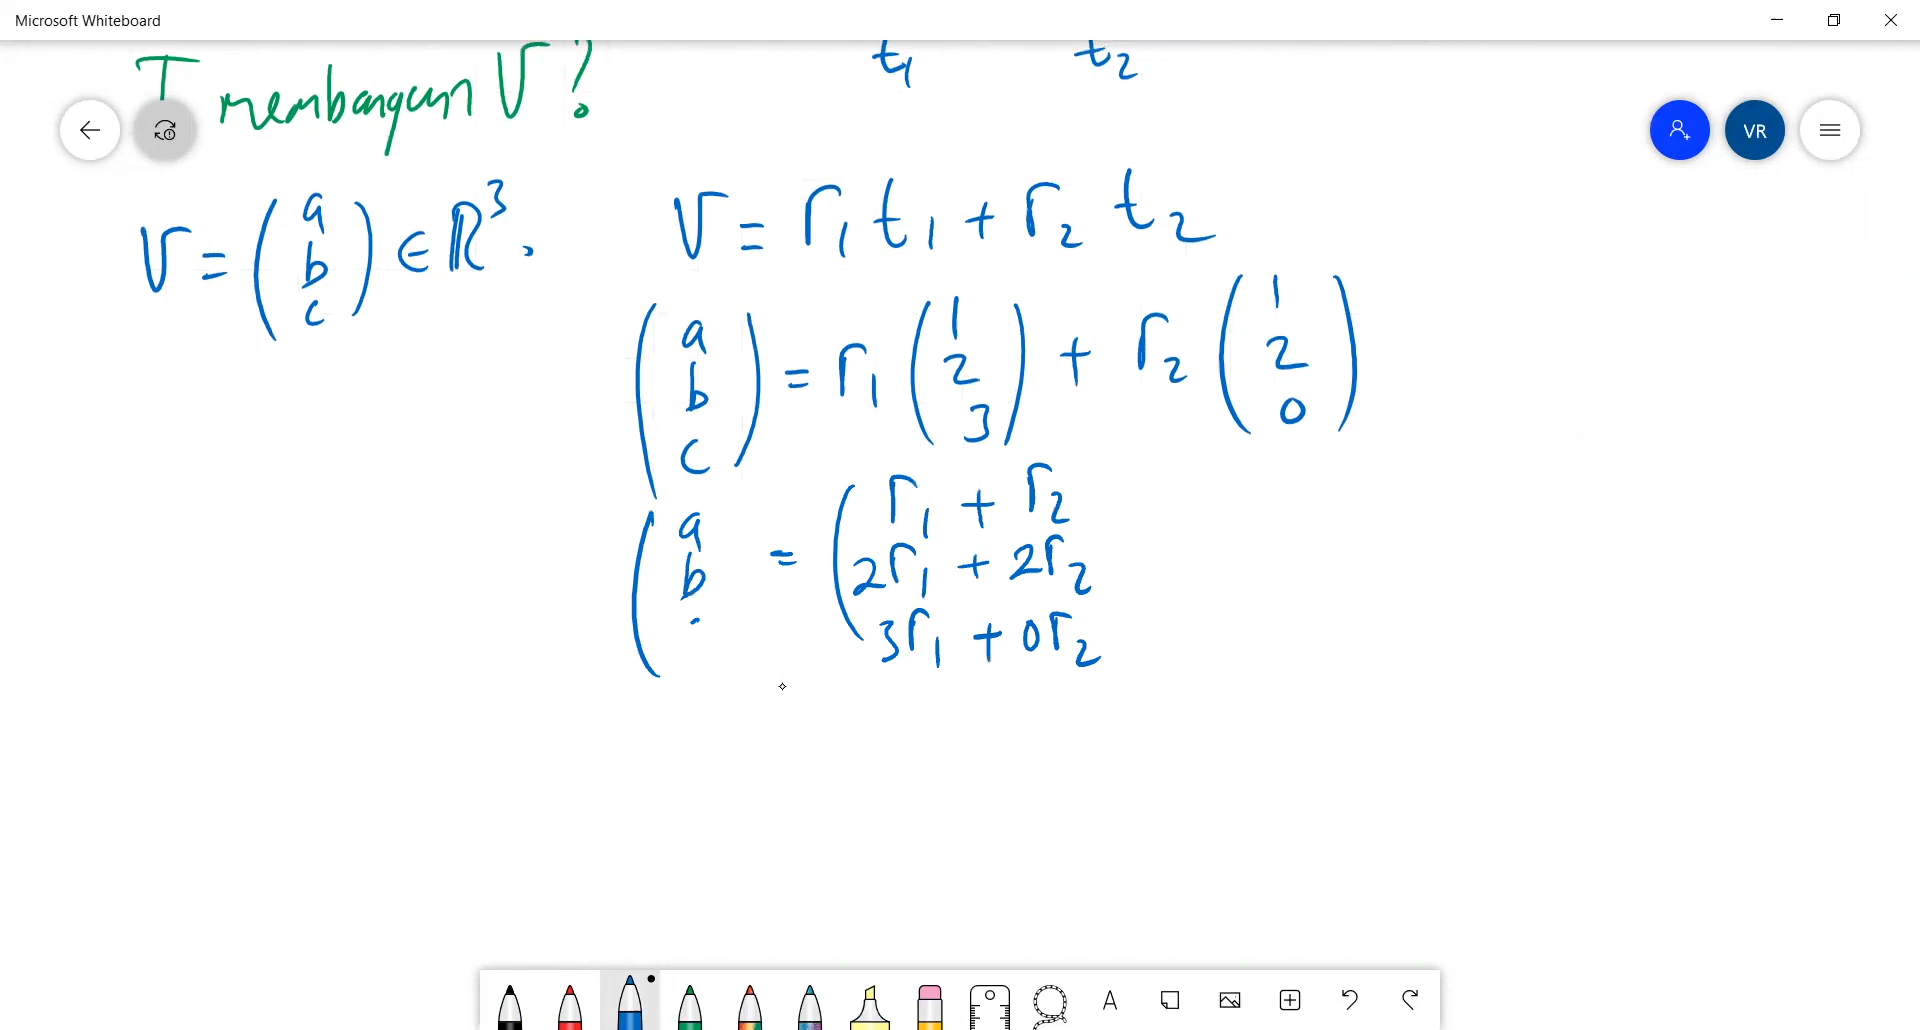 Microsoft Whiteboard
t₁ t₂
T membangun V?
VR
V = (a b c) ∈ ℝ³.
V = r₁ t₁ + r₂ t₂
(a b c) = r₁ (1 2 3) + r₂ (1 2 0)
a = r₁ + r₂
b 2r₁ + 2r₂
3r₁ + 0r₂
A